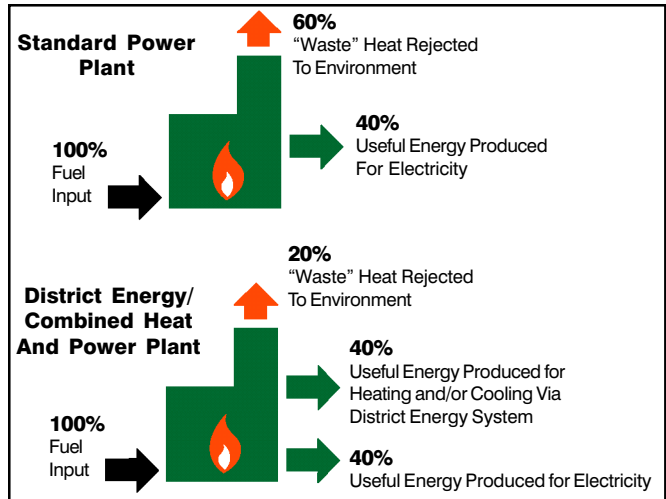 Standard Power
Plant
60%
“Waste” Heat Rejected
To Environment
40%
Useful Energy Produced
For Electricity
100%
Fuel
Input
District Energy/
Combined Heat
And Power Plant
20%
“Waste” Heat Rejected
To Environment
40%
Useful Energy Produced for
Heating and/or Cooling Via
District Energy System
100%
Fuel
Input
40%
Useful Energy Produced for Electricity